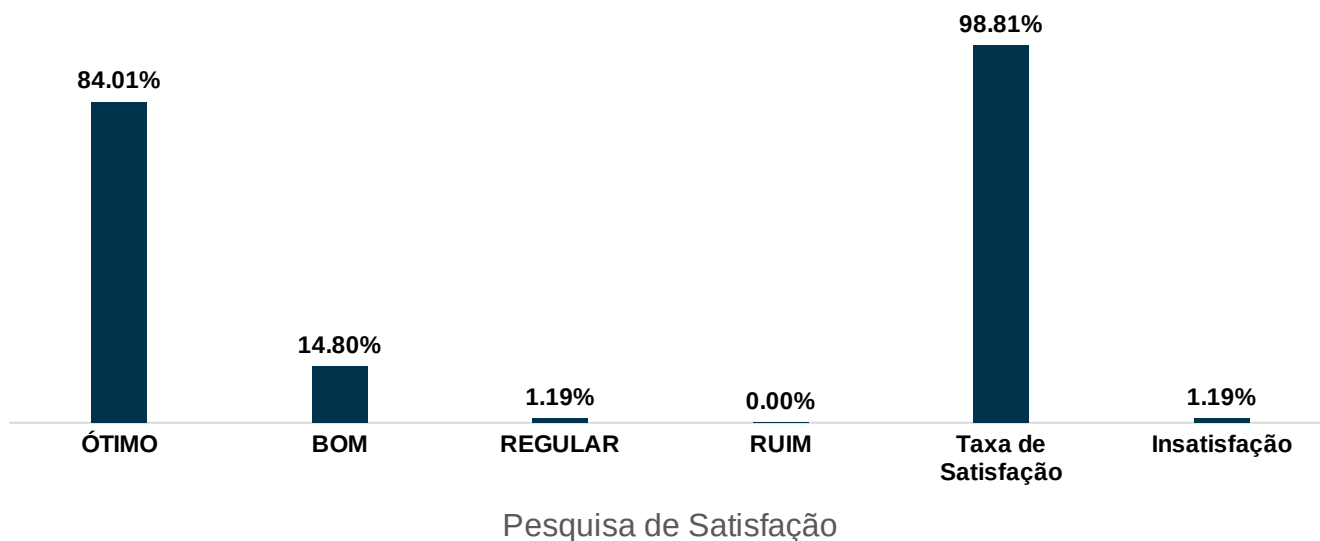 98.81%
84.01%
14.80%
1.19%
0.00%
1.19%
ÓTIMO
BOM
REGULAR
RUIM
Taxa de
Satisfação
Insatisfação
Pesquisa de Satisfação